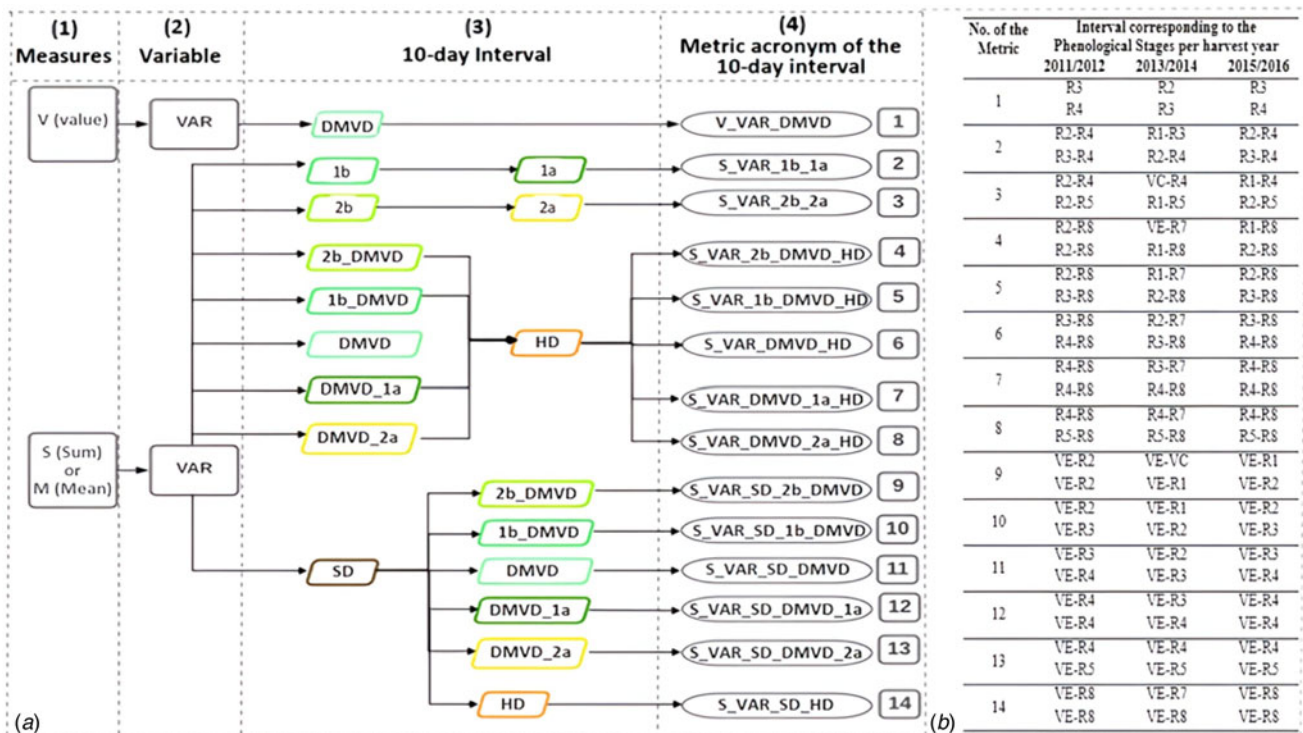 (1)
Measures
(2)
Variable
(3)
10-day Interval
(4)
Metric acronym of the
10-day interval
V (value)
VAR
DMVD
V_VAR_DMVD
1
1b
1a
S_VAR_1b_1a
2
2b
2a
S_VAR_2b_2a
3
2b_DMVD
S_VAR_2b_DMVD_HD
4
1b_DMVD
S_VAR_1b_DMVD_HD
5
DMVD
HD
S_VAR_DMVD_HD
6
DMVD_1a
S_VAR_DMVD_1a_HD
7
DMVD_2a
S_VAR_DMVD_2a_HD
8
S (Sum)
or
M (Mean)
VAR
2b_DMVD
S_VAR_SD_2b_DMVD
9
1b_DMVD
S_VAR_SD_1b_DMVD
10
SD
DMVD
S_VAR_SD_DMVD
11
DMVD_1a
S_VAR_SD_DMVD_1a
12
DMVD_2a
S_VAR_SD_DMVD_2a
13
HD
S_VAR_SD_HD
14
(a)
No. of the
Metric
Interval corresponding to the
Phenological Stages per harvest year
2011/2012 2013/2014 2015/2016
R3 R2 R3
1
R4 R3 R4
R2-R4 R1-R3 R2-R4
2
R3-R4 R2-R4 R3-R4
R2-R4 VC-R4 R1-R4
3
R2-R5 R1-R5 R2-R5
R2-R8 VE-R7 R1-R8
4
R2-R8 R1-R8 R2-R8
R2-R8 R1-R7 R2-R8
5
R3-R8 R2-R8 R3-R8
R3-R8 R2-R7 R3-R8
6
R4-R8 R3-R8 R4-R8
R4-R8 R3-R7 R4-R8
7
R4-R8 R4-R8 R4-R8
R4-R8 R4-R7 R4-R8
8
R5-R8 R5-R8 R5-R8
VE-R2 VE-VC VE-R1
9
VE-R2 VE-R1 VE-R2
VE-R2 VE-R1 VE-R2
10
VE-R3 VE-R2 VE-R3
VE-R3 VE-R2 VE-R3
11
VE-R4 VE-R3 VE-R4
VE-R4 VE-R3 VE-R4
12
VE-R4 VE-R4 VE-R4
VE-R4 VE-R4 VE-R4
13
VE-R5 VE-R5 VE-R5
VE-R8 VE-R7 VE-R8
14
VE-R8 VE-R8 VE-R8
(b)